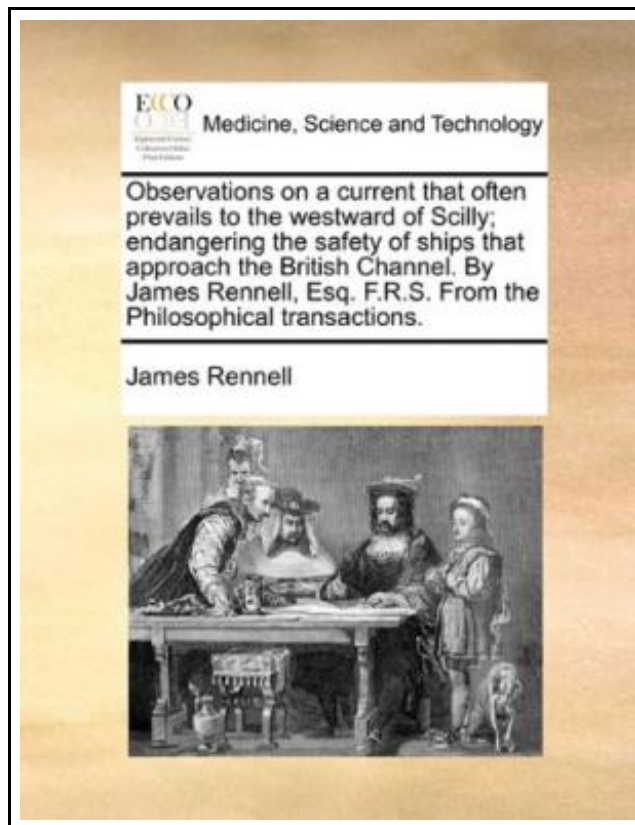 ECCO
Medicine, Science and Technology
Observations on a current that often
prevails to the westward of Scilly;
endangering the safety of ships that
approach the British Channel. By
James Rennell, Esq. F.R.S. From the
Philosophical transactions.
James Rennell